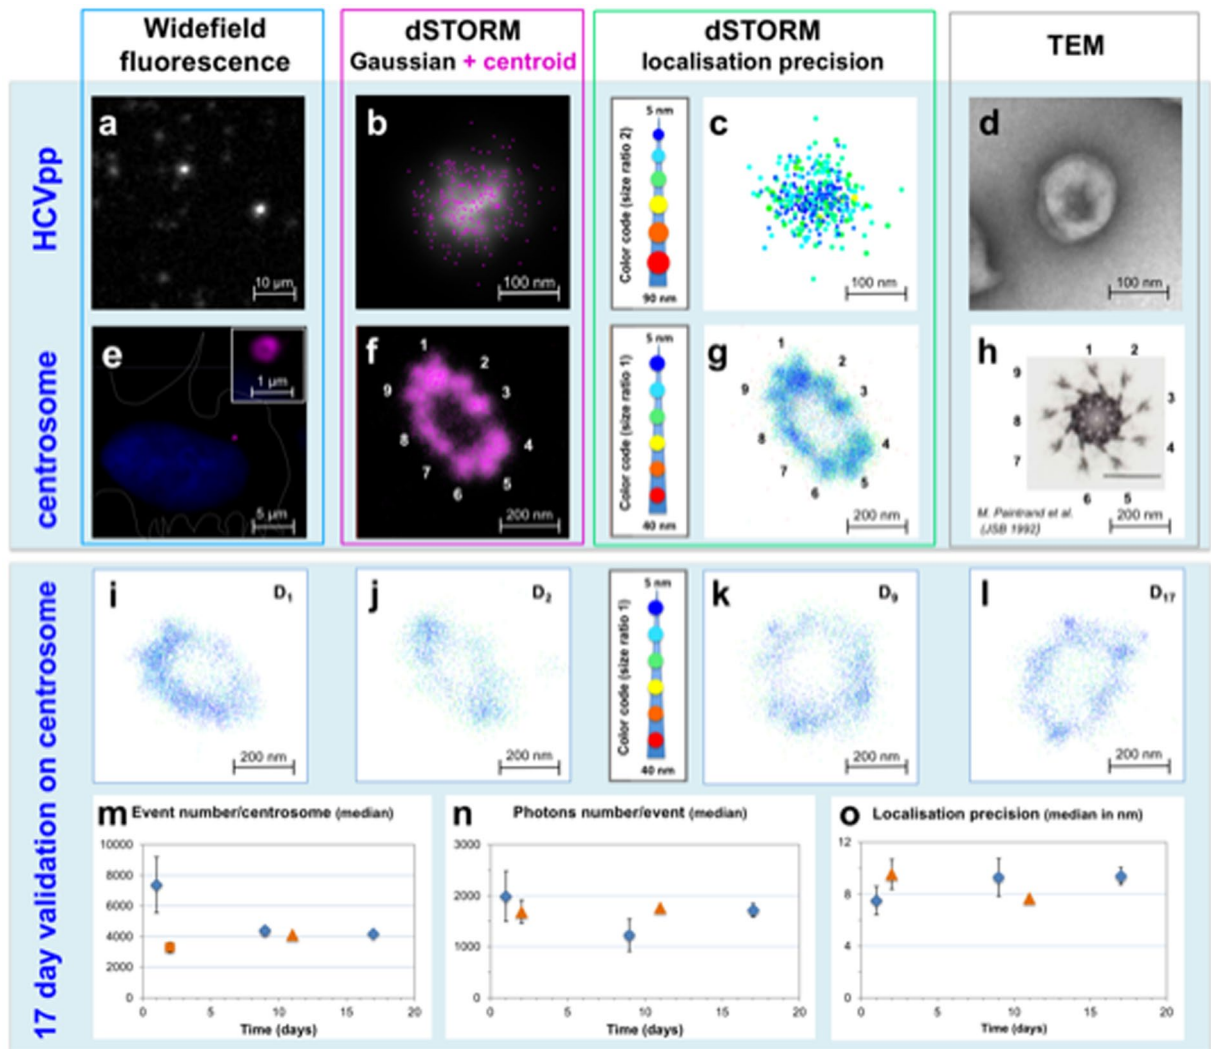 Widefield
fluorescence
dSTORM
Gaussian + centroid
dSTORM
localisation precision
TEM
HCVpp
a
10 µm
b
100 nm
5 nm
Color code (size ratio 2)
90 nm
c
100 nm
d
100 nm
centrosome
e
1 µm
5 µm
f
1
2
3
4
5
6
7
8
9
200 nm
5 nm
Color code (size ratio 1)
40 nm
g
1
2
3
4
5
6
7
8
9
200 nm
h
1
2
3
4
5
6
7
8
9
M. Paintrand et al.
(JSB 1992)
200 nm
17 day validation on centrosome
i
D1
200 nm
j
D2
200 nm
5 nm
Color code (size ratio 1)
40 nm
k
D9
200 nm
l
D17
200 nm
m Event number/centrosome (median)
10000
8000
6000
4000
2000
0
0 5 10 15 20
Time (days)
n Photons number/event (median)
3000
2000
1000
0
0 5 10 15 20
Time (days)
o Localisation precision (median in nm)
12
8
4
0
0 5 10 15 20
Time (days)